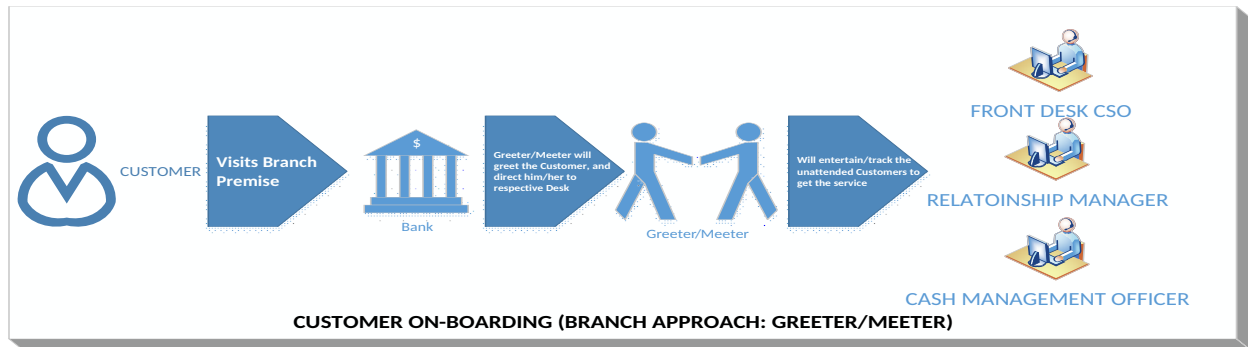 CUSTOMER
Visits Branch
Premise
$
Bank
Greeter/Meeter will
greet the Customer, and
direct him/her to
respective Desk
Greeter/Meeter
Will entertain/track the
unattended Customers to
get the service
FRONT DESK CSO
RELATOINSHIP MANAGER
CASH MANAGEMENT OFFICER
CUSTOMER ON-BOARDING (BRANCH APPROACH: GREETER/MEETER)